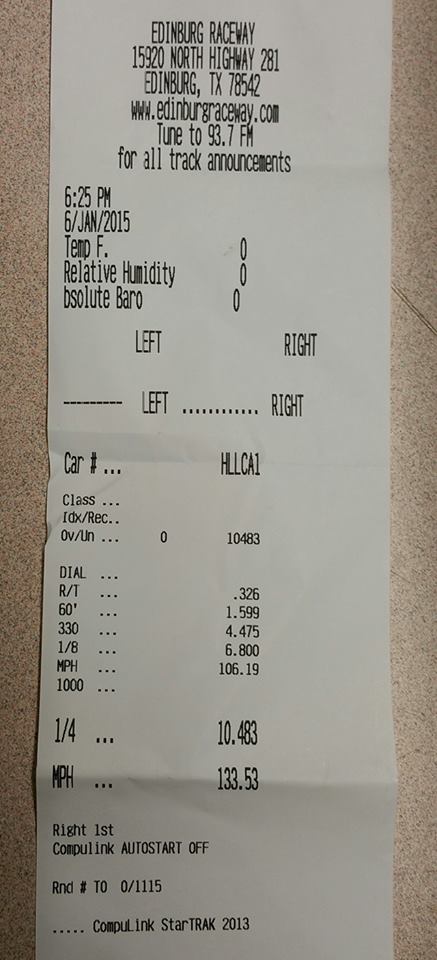 EDINBURG RACEWAY
15920 NORTH HIGHWAY 281
EDINBURG, TX 78542
www.edinburgraceway.com
Tune to 93.7 FM
for all track announcements
6:25 PM
6/JAN/2015
Temp F. 0
Relative Humidity 0
bsolute Baro 0
LEFT RIGHT
--------- LEFT ............ RIGHT
Car # ... HLLCA1
Class ...
Idx/Rec..
Ov/Un ... 0 10483
DIAL ...
R/T ... .326
60' ... 1.599
330 ... 4.475
1/8 ... 6.800
MPH ... 106.19
1000 ...
1/4 ... 10.483
MPH ... 133.53
Right 1st
Compulink AUTOSTART OFF
Rnd # TO 0/1115
..... CompuLink StarTRAK 2013